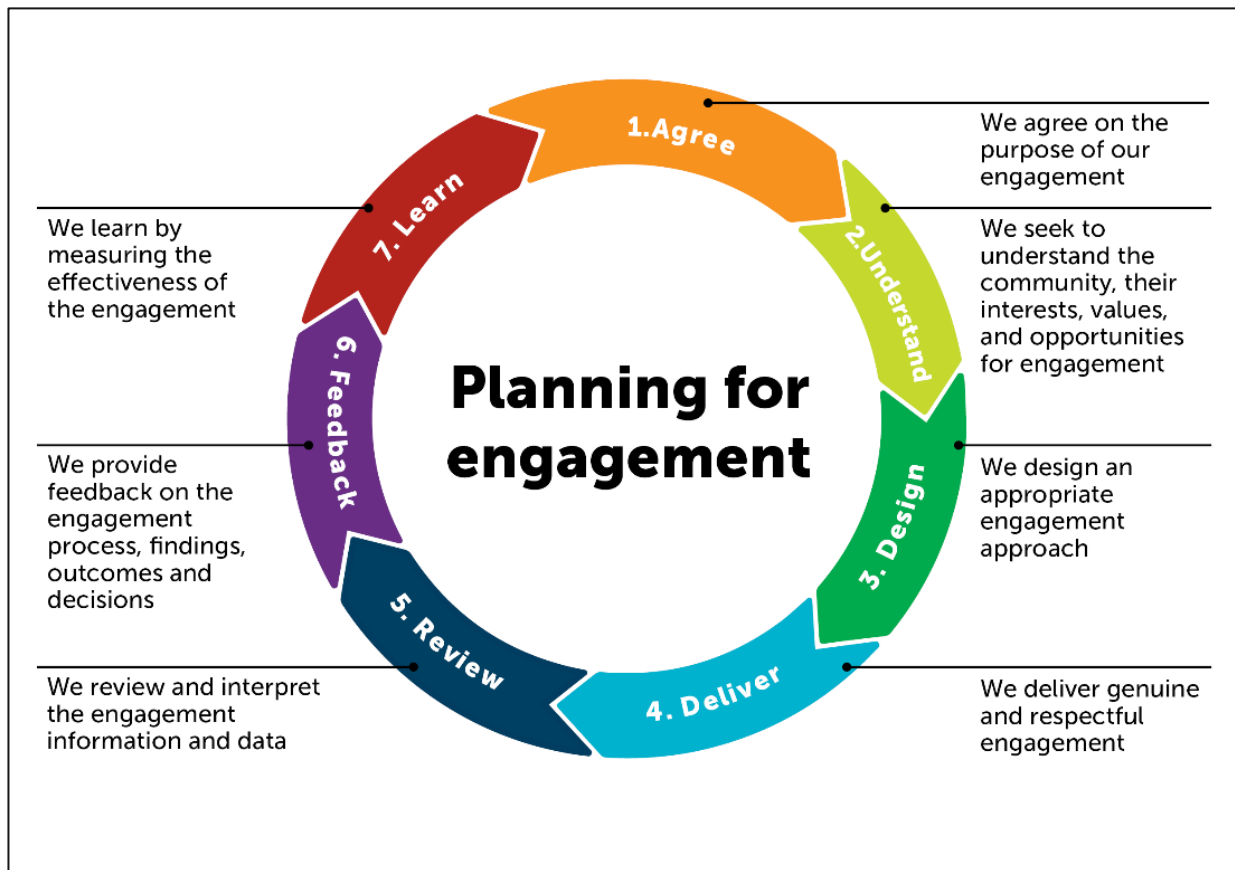 Planning for
engagement
1.Agree
We agree on the
purpose of our
engagement
2.Understand
We seek to
understand the
community, their
interests, values,
and opportunities
for engagement
3. Design
We design an
appropriate
engagement
approach
4. Deliver
We deliver genuine
and respectful
engagement
5. Review
We review and interpret
the engagement
information and data
6. Feedback
We provide
feedback on the
engagement
process, findings,
outcomes and
decisions
7. Learn
We learn by
measuring the
effectiveness of
the engagement